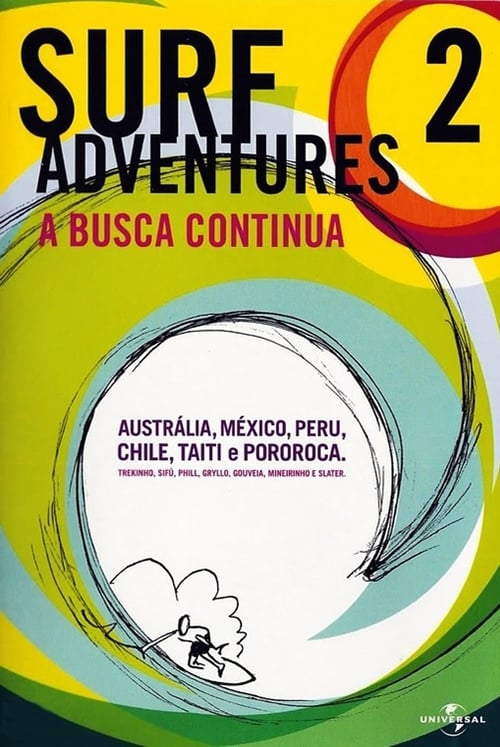 SURF 2
ADVENTURES
A BUSCA CONTINUA
AUSTRÁLIA, MÉXICO, PERU,
CHILE, TAITI e POROROCA.
TREKINHO, SIFÚ, PHILL, GRYLLO, GOUVEIA, MINEIRINHO E SLATER.
UNIVERSAL